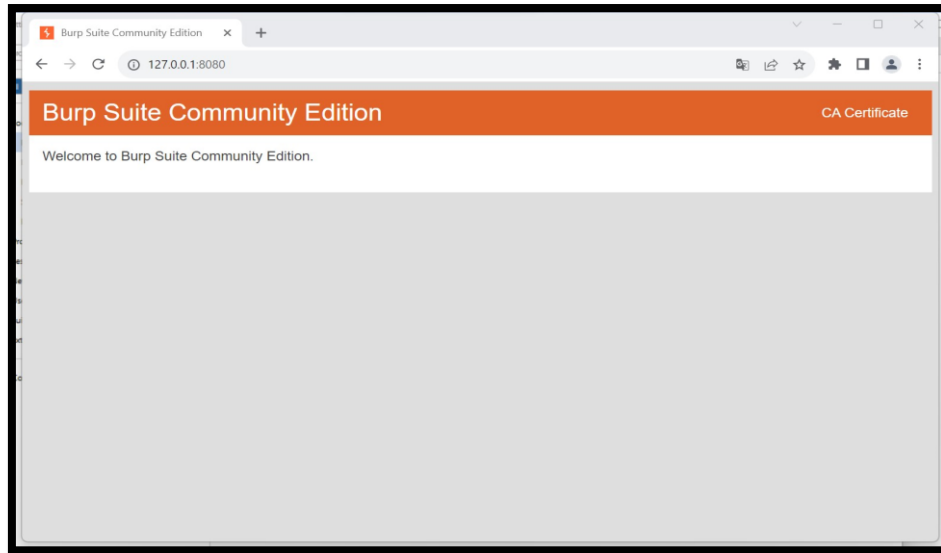 Burp Suite Community Edition
127.0.0.1:8080
Burp Suite Community Edition
CA Certificate
Welcome to Burp Suite Community Edition.